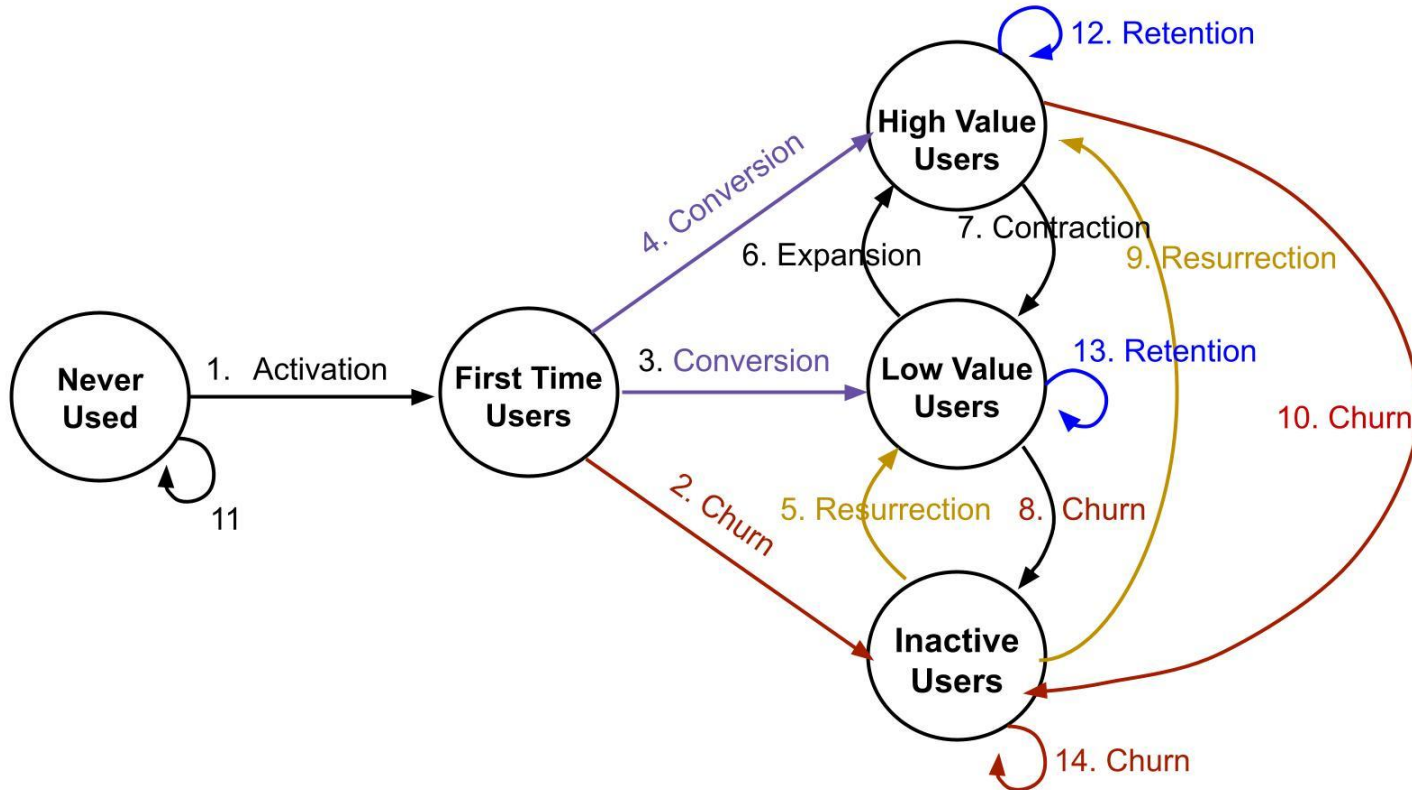 12. Retention
High Value
Users
4. Conversion
7. Contraction
6. Expansion
9. Resurrection
Never
Used
1. Activation
First Time
Users
3. Conversion
Low Value
Users
13. Retention
10. Churn
2. Churn
5. Resurrection
8. Churn
11
Inactive
Users
14. Churn